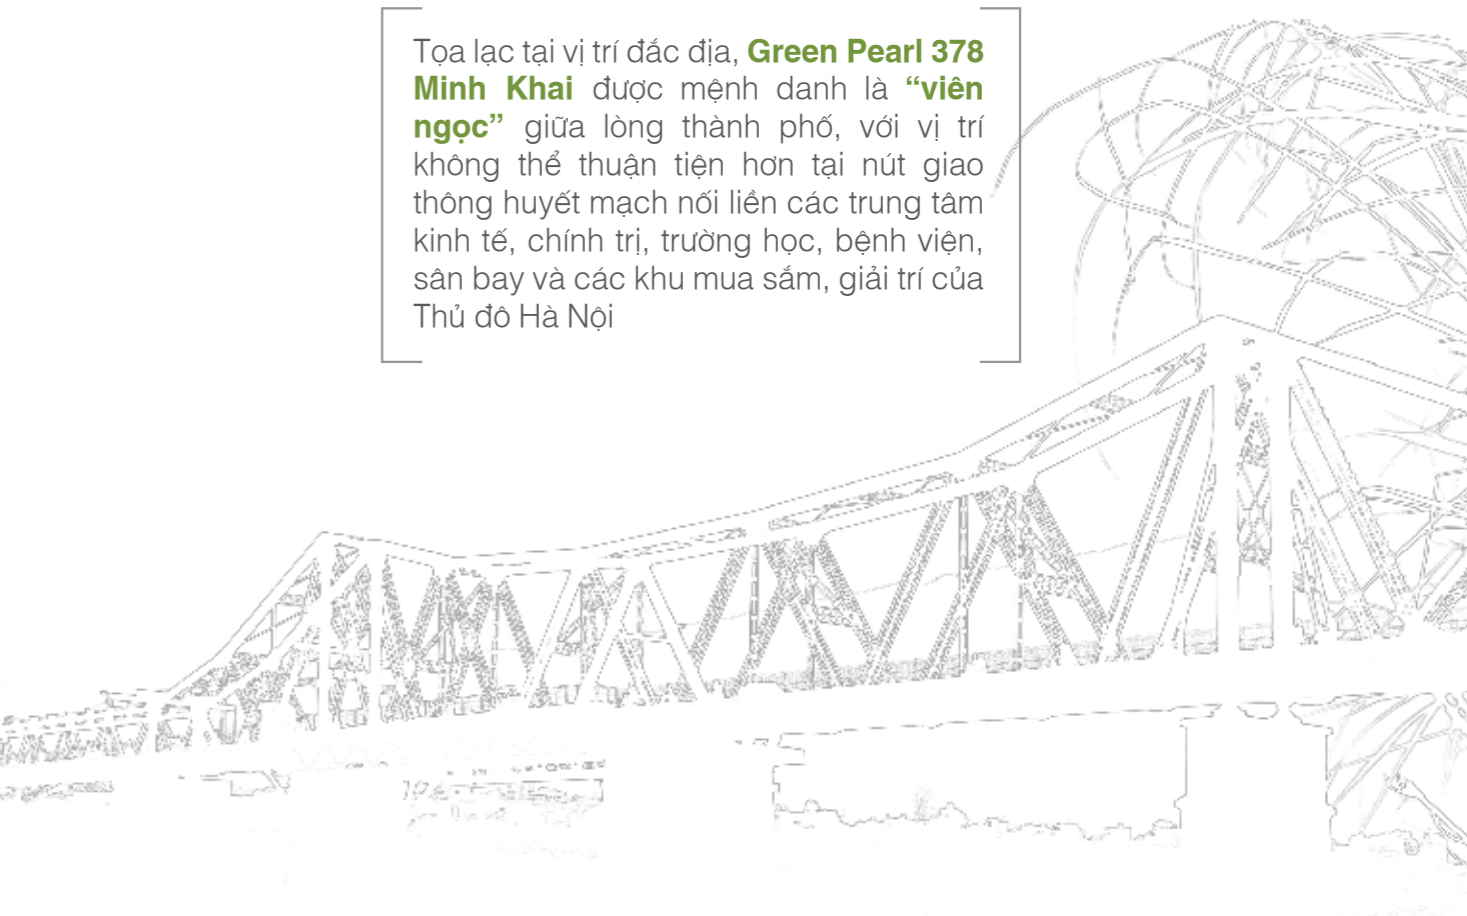 Tọa lạc tại vị trí đắc địa, Green Pearl 378
Minh Khai được mệnh danh là “viên
ngọc” giữa lòng thành phố, với vị trí
không thể thuận tiện hơn tại nút giao
thông huyết mạch nối liền các trung tâm
kinh tế, chính trị, trường học, bệnh viện,
sân bay và các khu mua sắm, giải trí của
Thủ đô Hà Nội